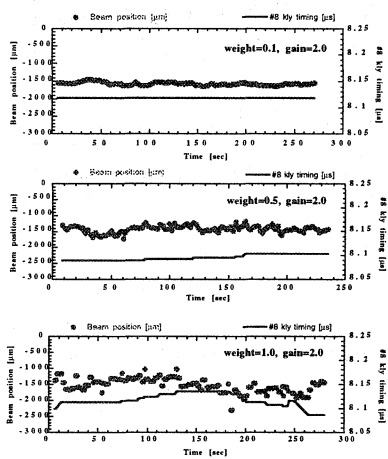 Beam position [µm] #8 kly timing [µs]
0 8.25
weight=0.1, gain=2.0
-500
8.2
-1000
-1500 8.15
-2000
8.1
-2500
-3000 8.05
0 50 100 150 200 250 300
Time [sec]
Beam position [µm]
#8 kly timing [µs]
Beam position [µm] #8 kly timing [µs]
0 8.25
weight=0.5, gain=2.0
-500
8.2
-1000
-1500 8.15
-2000
8.1
-2500
-3000 8.05
0 50 100 150 200 250
Time [sec]
Beam position [µm]
#8 kly timing [µs]
Beam position [µm] #8 kly timing [µs]
0 8.25
weight=1.0, gain=2.0
-500
8.2
-1000
-1500 8.15
-2000
8.1
-2500
-3000 8.05
0 50 100 150 200 250 300
Time [sec]
Beam position [µm]
#8 kly timing [µs]